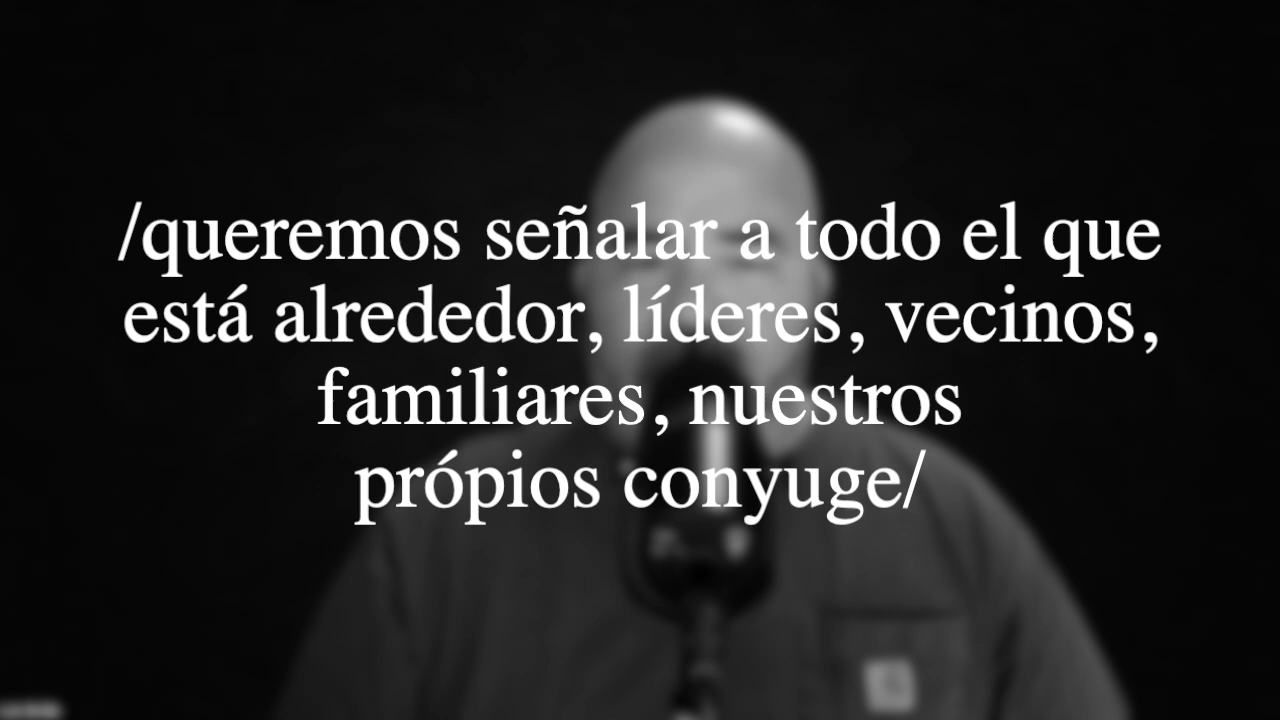 /queremos señalar a todo el que
está alrededor, líderes, vecinos,
familiares, nuestros
própios conyuge/